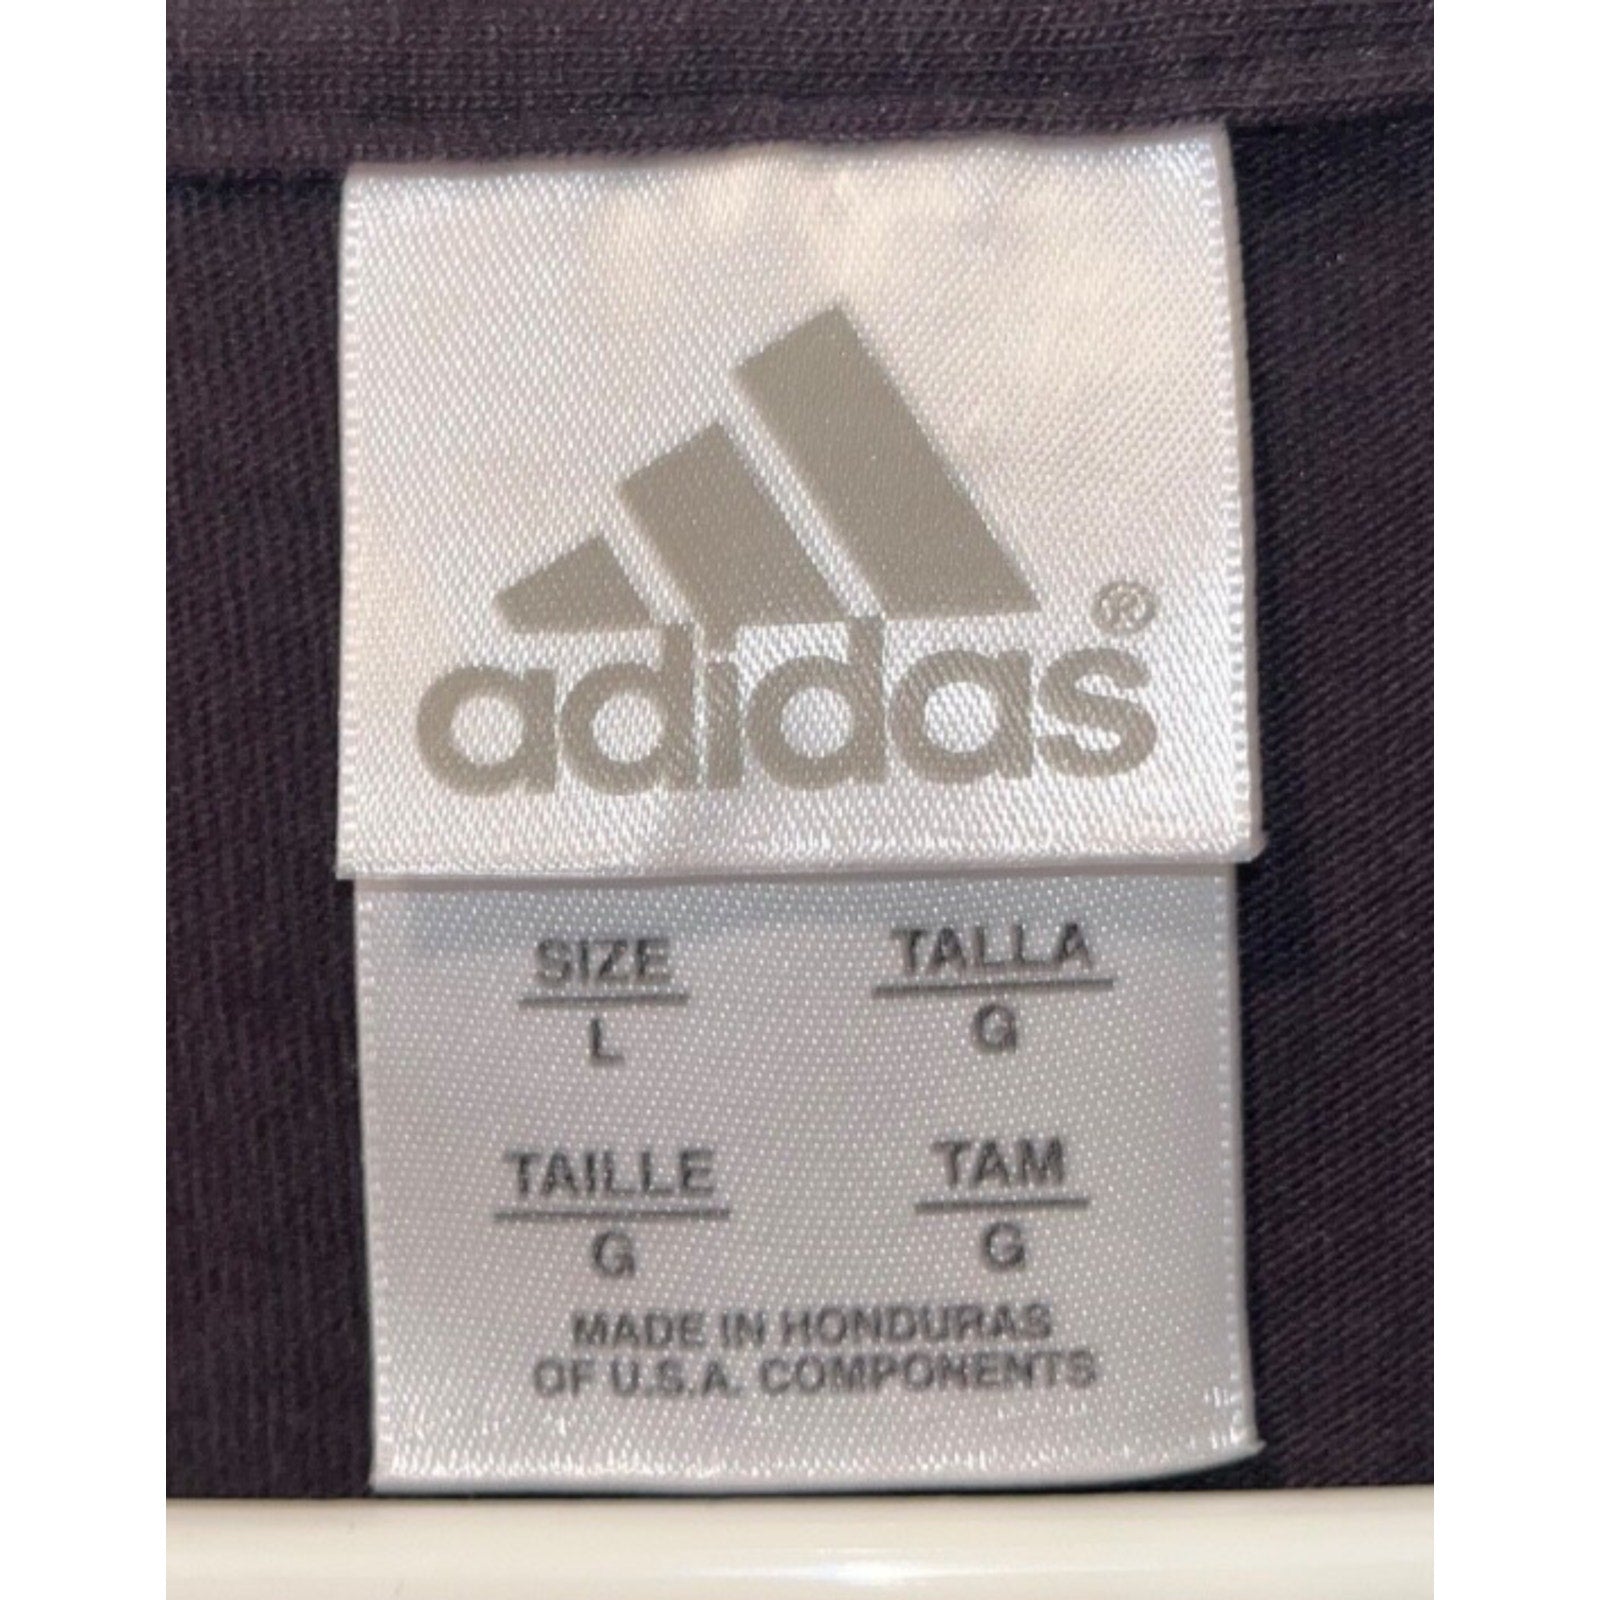 adidas®
SIZE TALLA
L G
TAILLE TAM
G G
MADE IN HONDURAS
OF U.S.A. COMPONENTS